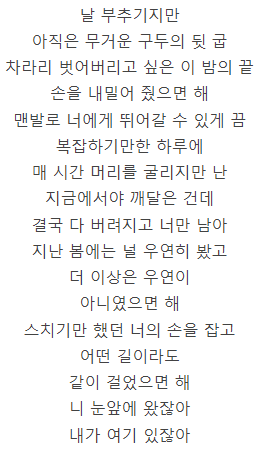 날 부추기지만
아직은 무거운 구두의 뒷 굽
차라리 벗어버리고 싶은 이 밤의 끝
손을 내밀어 줬으면 해
맨발로 너에게 뛰어갈 수 있게 끔
복잡하기만한 하루에
매 시간 머리를 굴리지만 난
지금에서야 깨달은 건데
결국 다 버려지고 너만 남아
지난 봄에는 널 우연히 봤고
더 이상은 우연이
아니였으면 해
스치기만 했던 너의 손을 잡고
어떤 길이라도
같이 걸었으면 해
니 눈앞에 왔잖아
내가 여기 있잖아